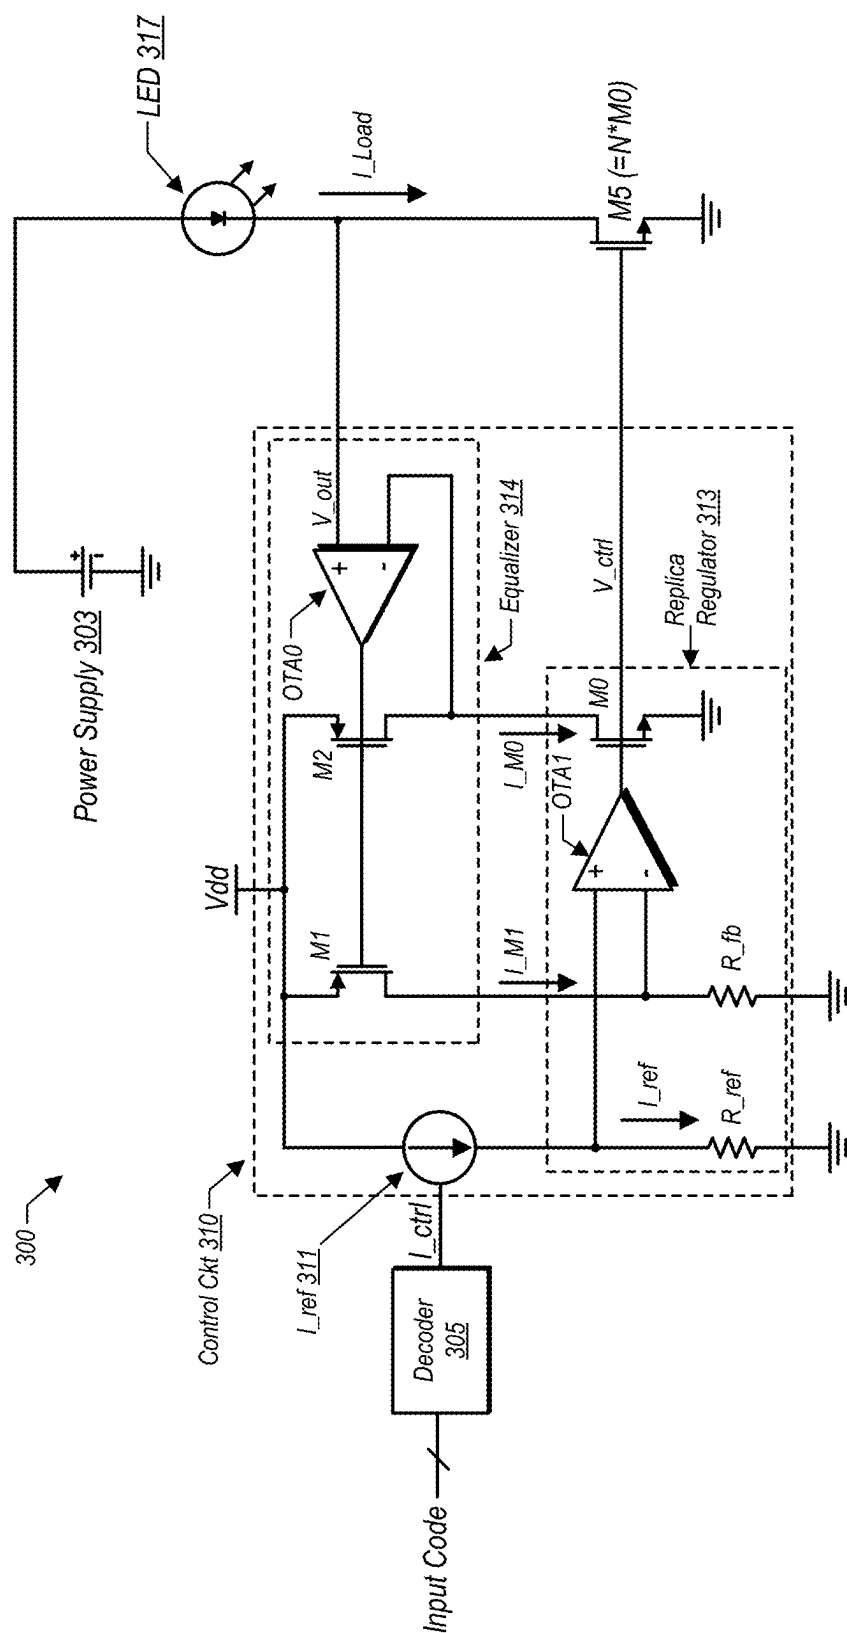 300
Power Supply 303
+
-
LED 317
I_Load
Vdd
Control Ckt 310
I_ref 311
M1
M2
OTA0
V_out
+
-
Equalizer 314
Input Code
Decoder
305
I_ctrl
I_M1
I_M0
OTA1
M0
V_ctrl
Replica
Regulator 313
M5 (=N*M0)
+
-
I_ref
R_ref
R_fb